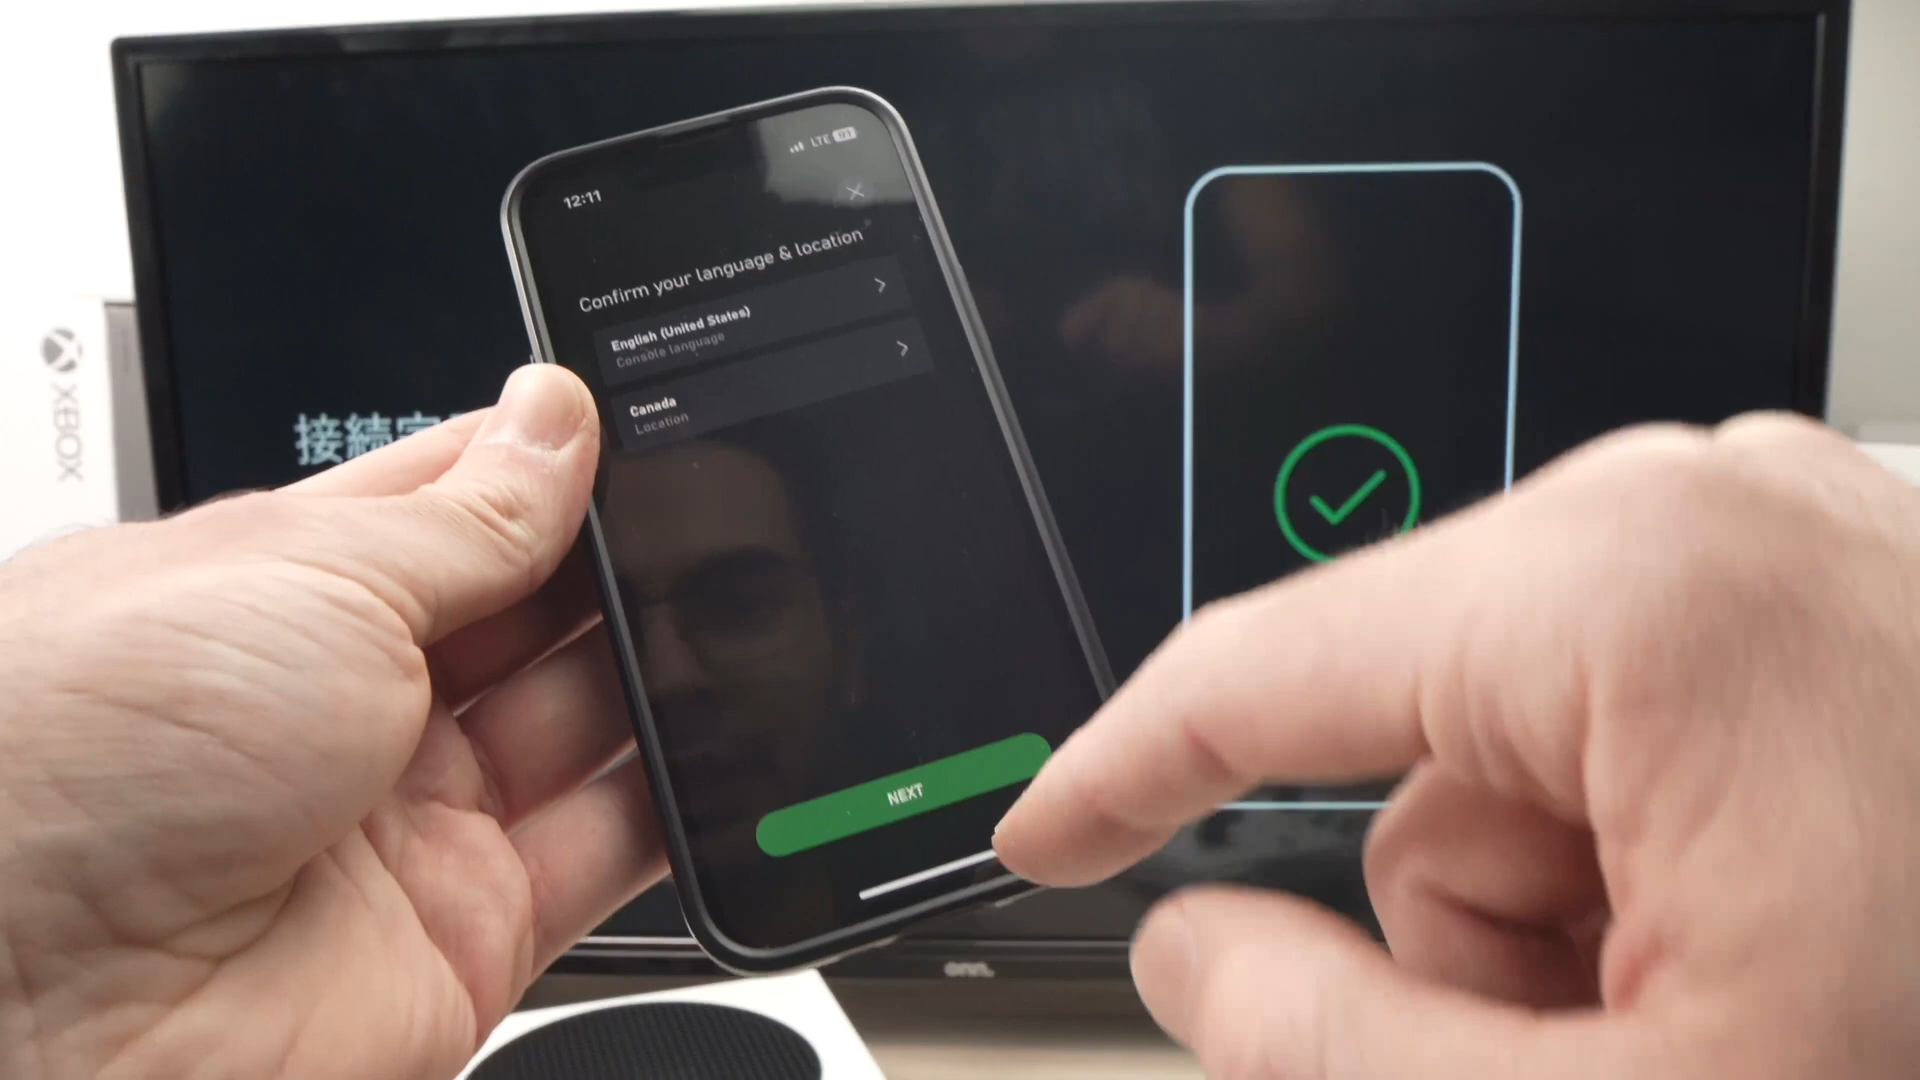 12:11
LTE 91
Confirm your language & location
English (United States)
Console language
Canada
Location
NEXT
接続
XBOX
onn.